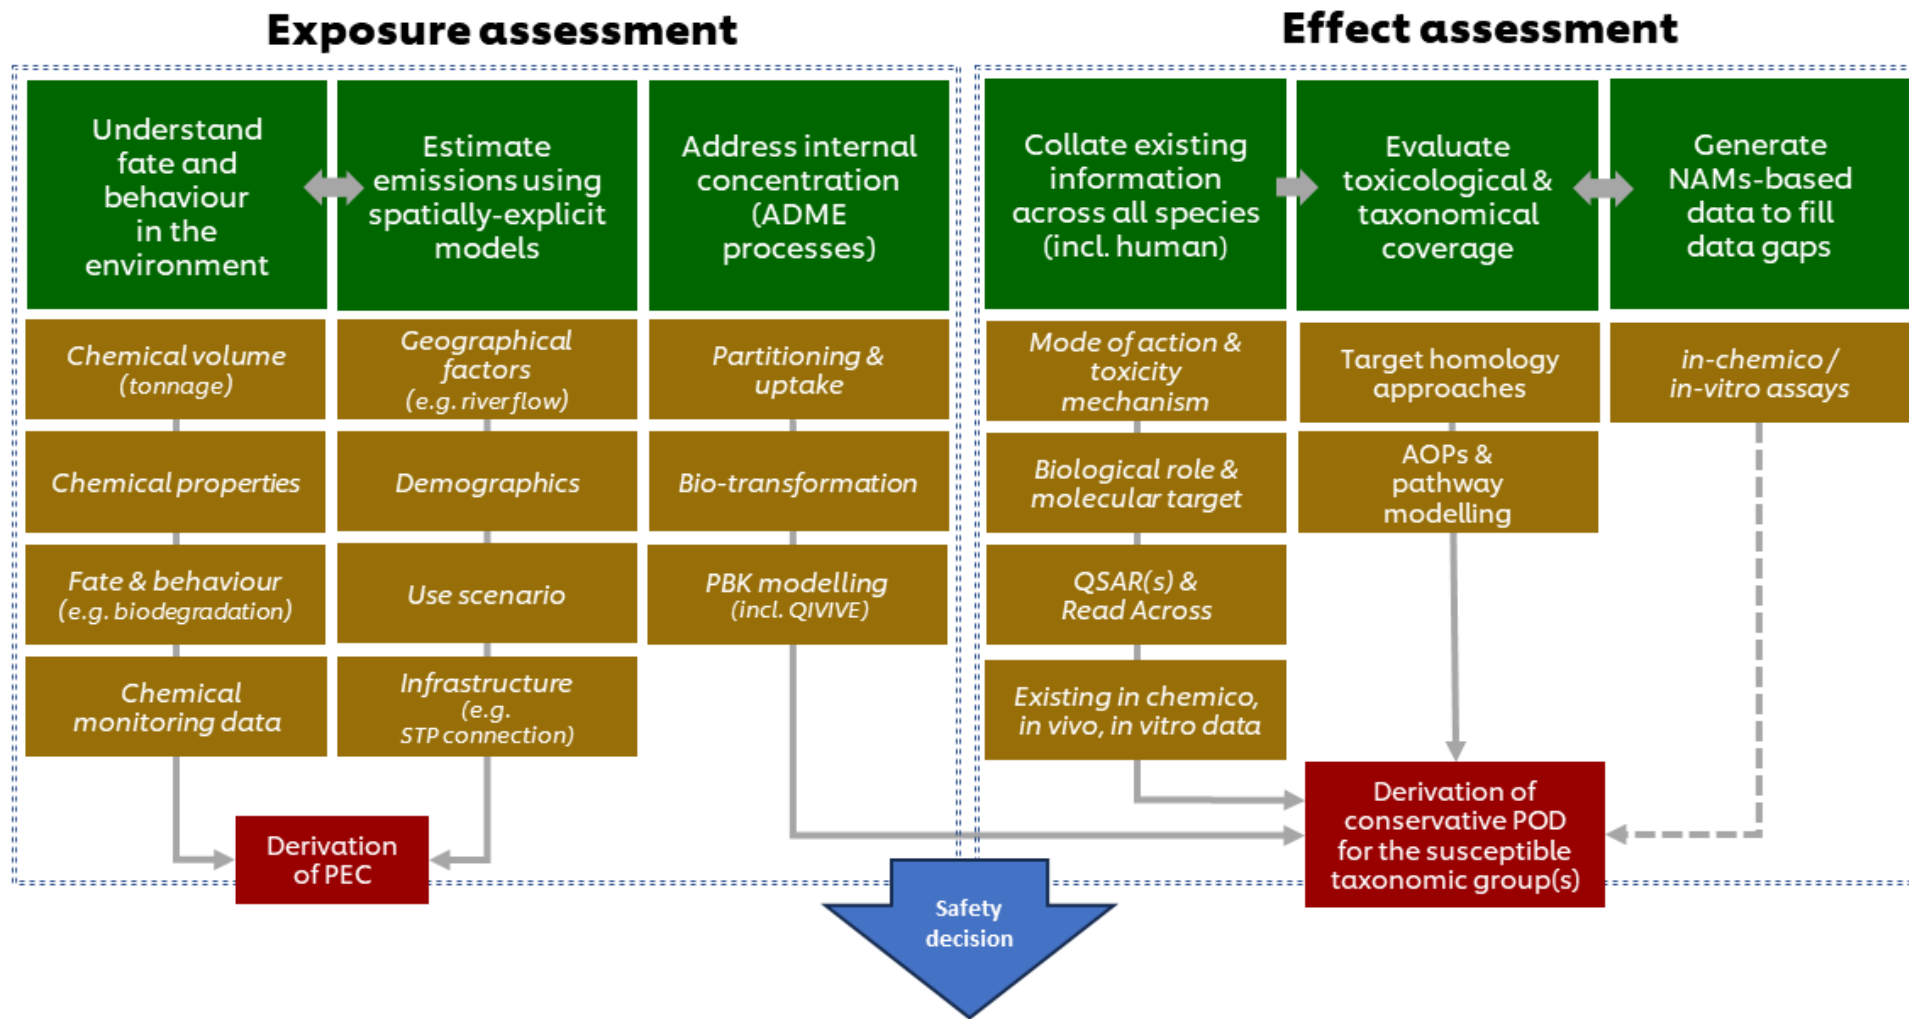 Exposure assessment
Effect assessment
Understand
fate and
behaviour
in the
environment
Estimate
emissions using
spatially-explicit
models
Address internal
concentration
(ADME
processes)
Collate existing
information
across all species
(incl. human)
Evaluate
toxicological &
taxonomical
coverage
Generate
NAMs-based
data to fill
data gaps
Chemical volume
(tonnage)
Chemical properties
Fate & behaviour
(e.g. biodegradation)
Chemical
monitoring data
Geographical
factors
(e.g. river flow)
Demographics
Use scenario
Infrastructure
(e.g.
STP connection)
Partitioning &
uptake
Bio-transformation
PBK modelling
(incl. QIVIVE)
Mode of action &
toxicity
mechanism
Biological role &
molecular target
QSAR(s) &
Read Across
Existing in chemico,
in vivo, in vitro data
Target homology
approaches
AOPs &
pathway
modelling
in-chemico /
in-vitro assays
Derivation
of PEC
Derivation of
conservative POD
for the susceptible
taxonomic group(s)
Safety
decision